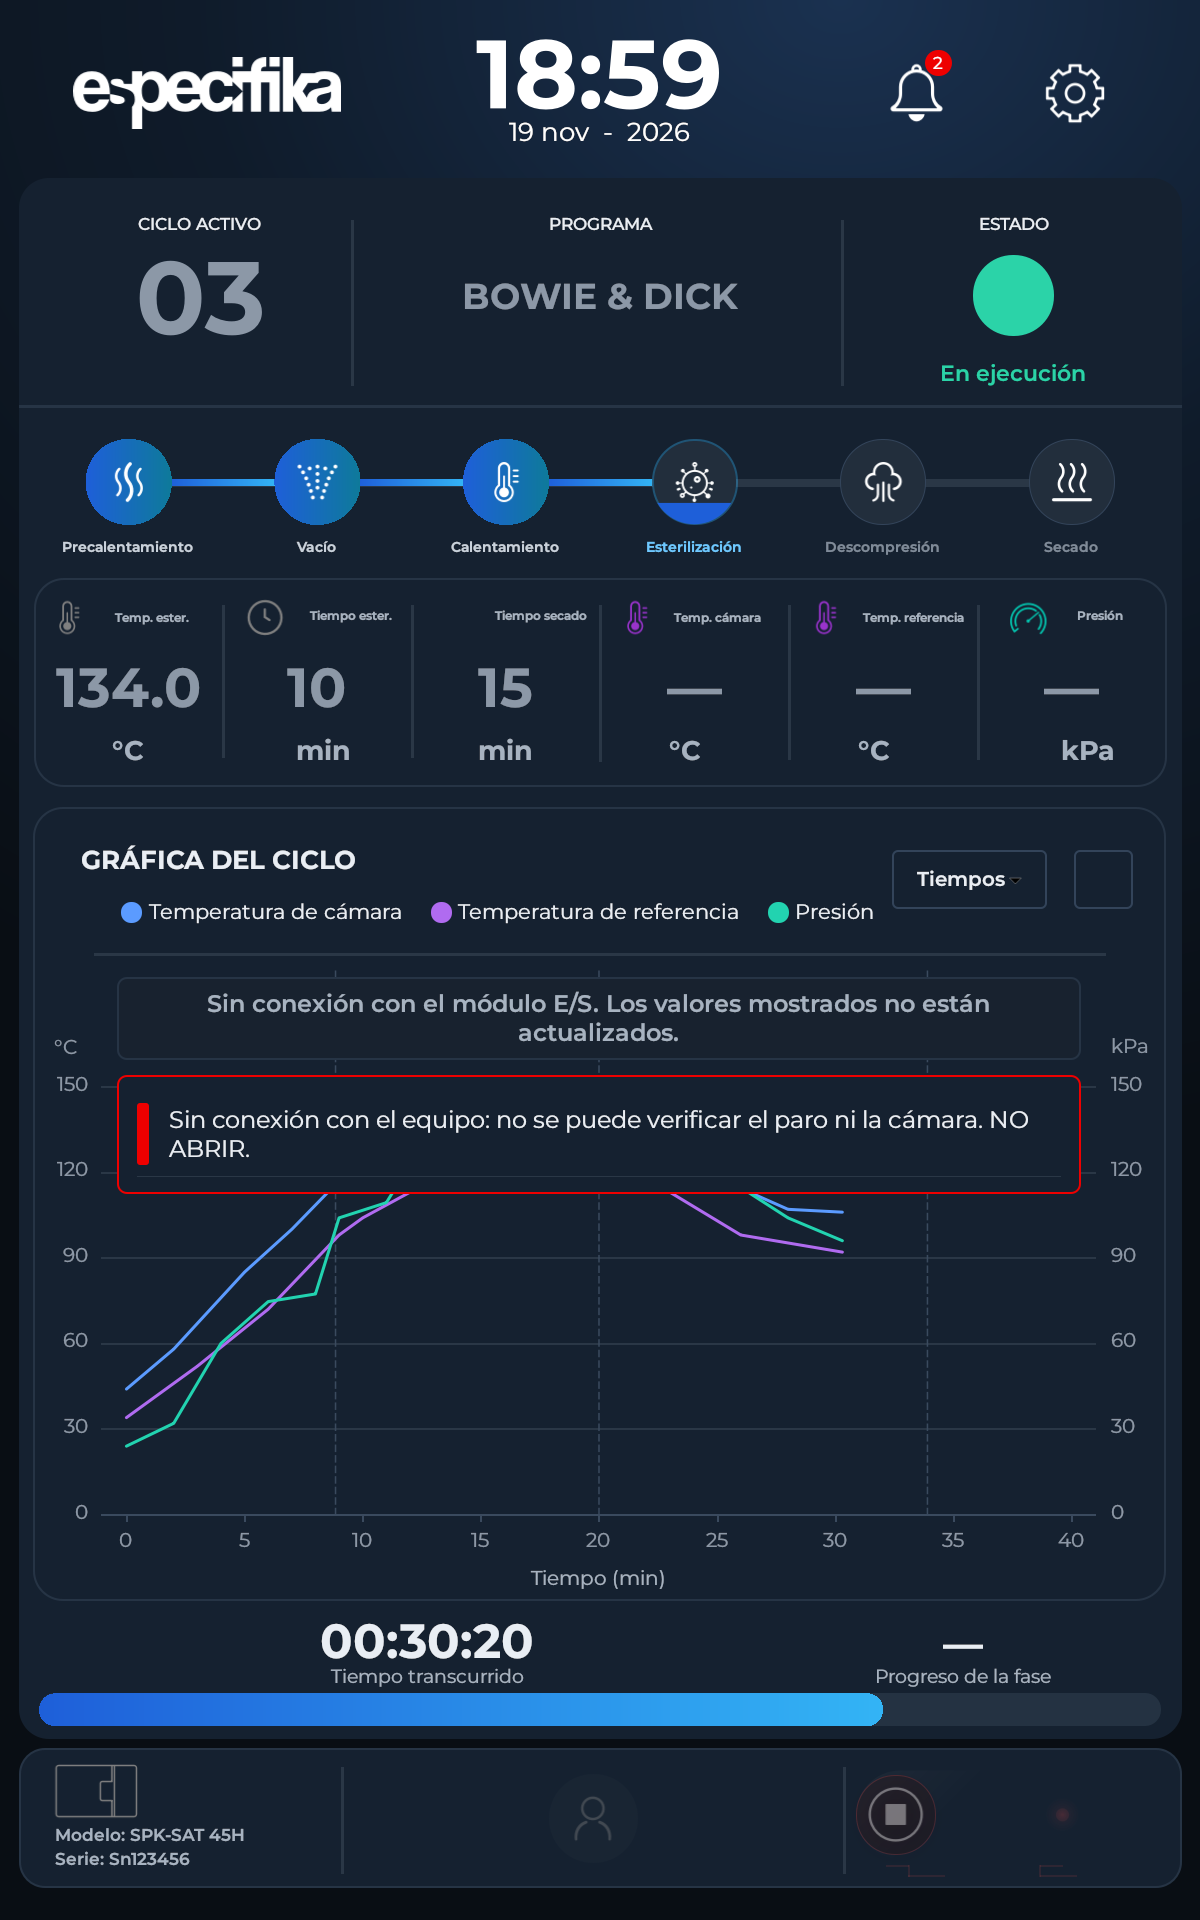 especifika
18:59
19 nov - 2026
2
CICLO ACTIVO
PROGRAMA
ESTADO
03
BOWIE & DICK
En ejecución
Precalentamiento
Vacío
Calentamiento
Esterilización
Descompresión
Secado
Temp. ester.
Tiempo ester.
Tiempo secado
Temp. cámara
Temp. referencia
Presión
134.0
10
15
—
—
—
°C
min
min
°C
°C
kPa
GRÁFICA DEL CICLO
Tiempos
Temperatura de cámara
Temperatura de referencia
Presión
Sin conexión con el módulo E/S. Los valores mostrados no están
actualizados.
°C
kPa
Sin conexión con el equipo: no se puede verificar el paro ni la cámara. NO
ABRIR.
150
150
120
120
90
90
60
60
30
30
0
0
0 5 10 15 20 25 30 35 40
Tiempo (min)
00:30:20
—
Tiempo transcurrido
Progreso de la fase
Modelo: SPK-SAT 45H
Serie: Sn123456